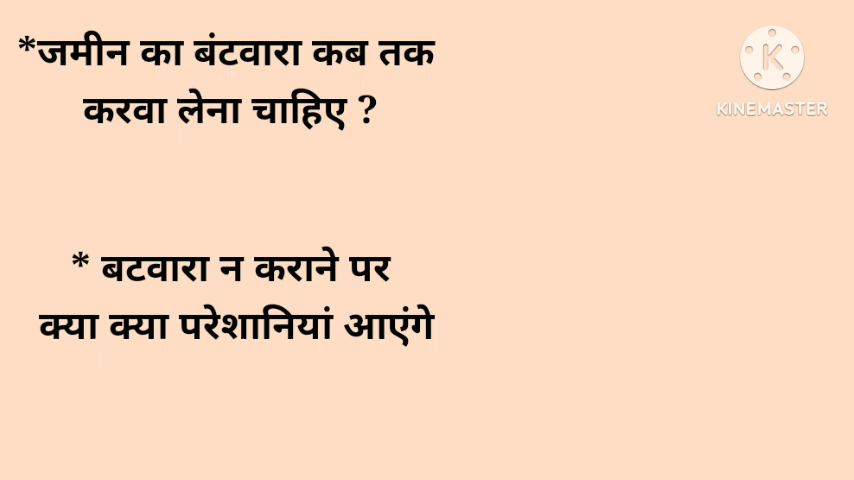 *जमीन का बंटवारा कब तक
करवा लेना चाहिए ?
KINEMASTER
* बटवारा न कराने पर
क्या क्या परेशानियां आएंगे